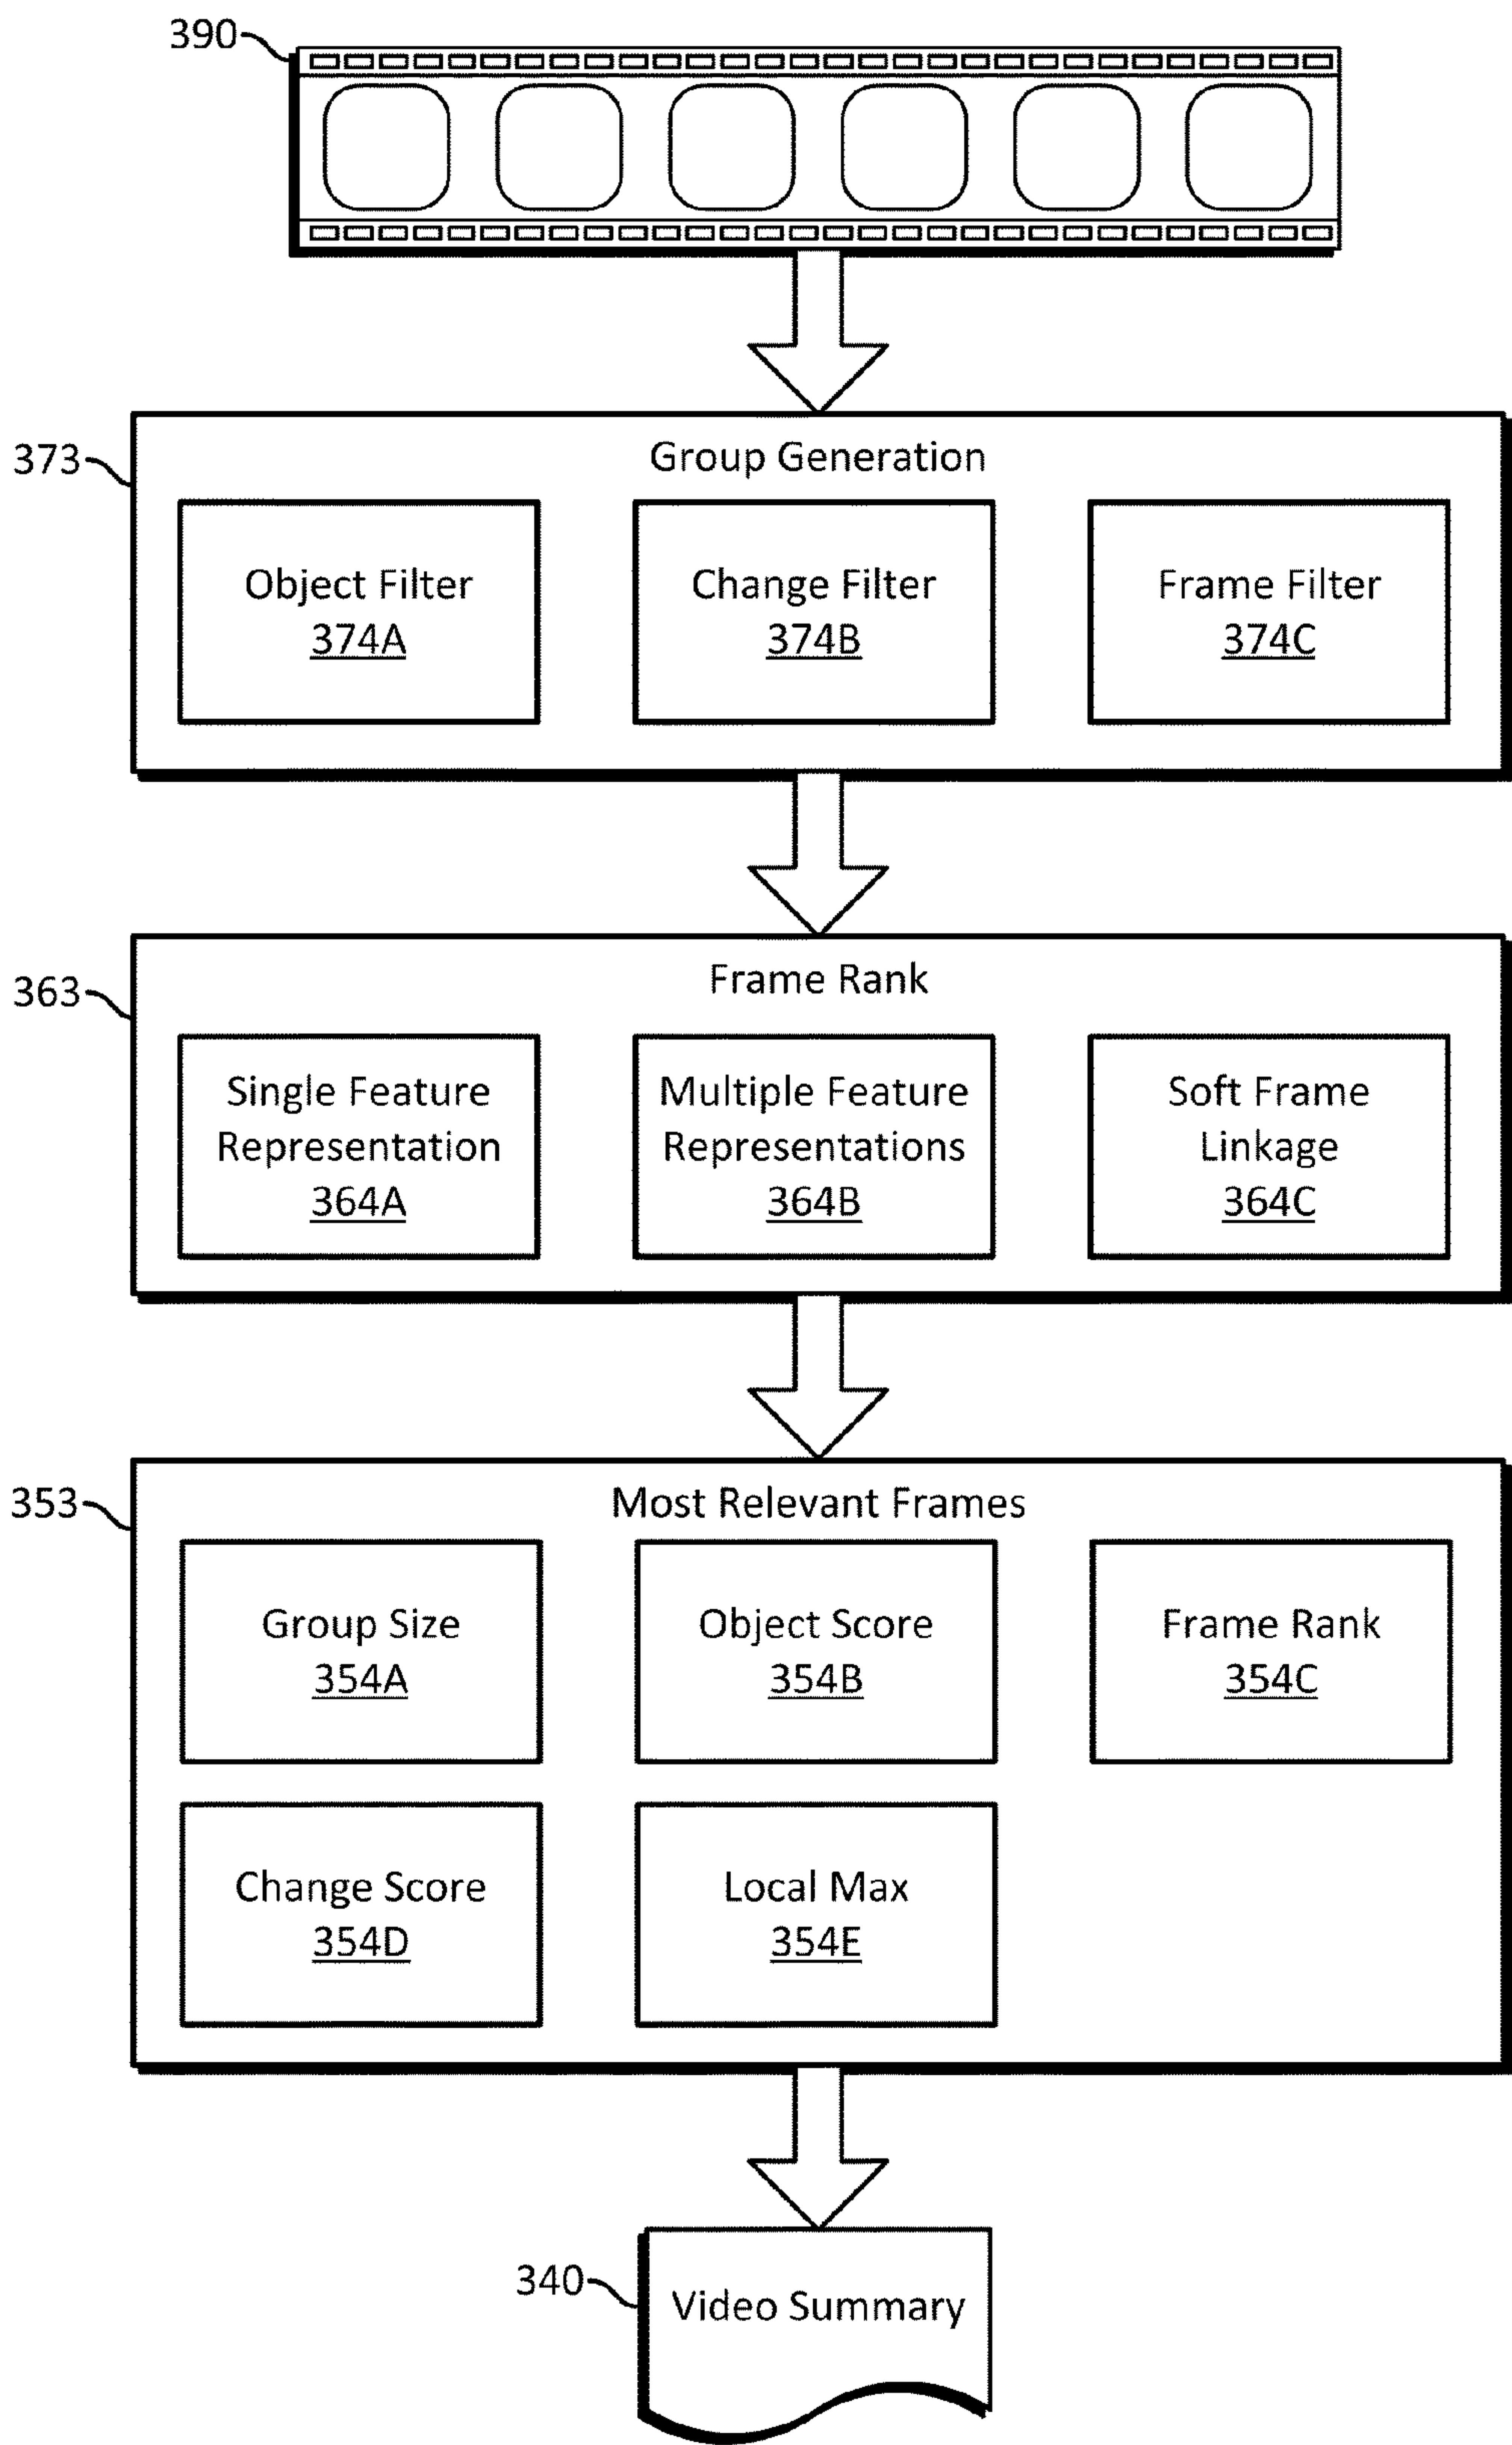 390
373
Group Generation
Object Filter
374A
Change Filter
374B
Frame Filter
374C
363
Frame Rank
Single Feature
Representation
364A
Multiple Feature
Representations
364B
Soft Frame
Linkage
364C
353
Most Relevant Frames
Group Size
354A
Object Score
354B
Frame Rank
354C
Change Score
354D
Local Max
354E
340
Video Summary